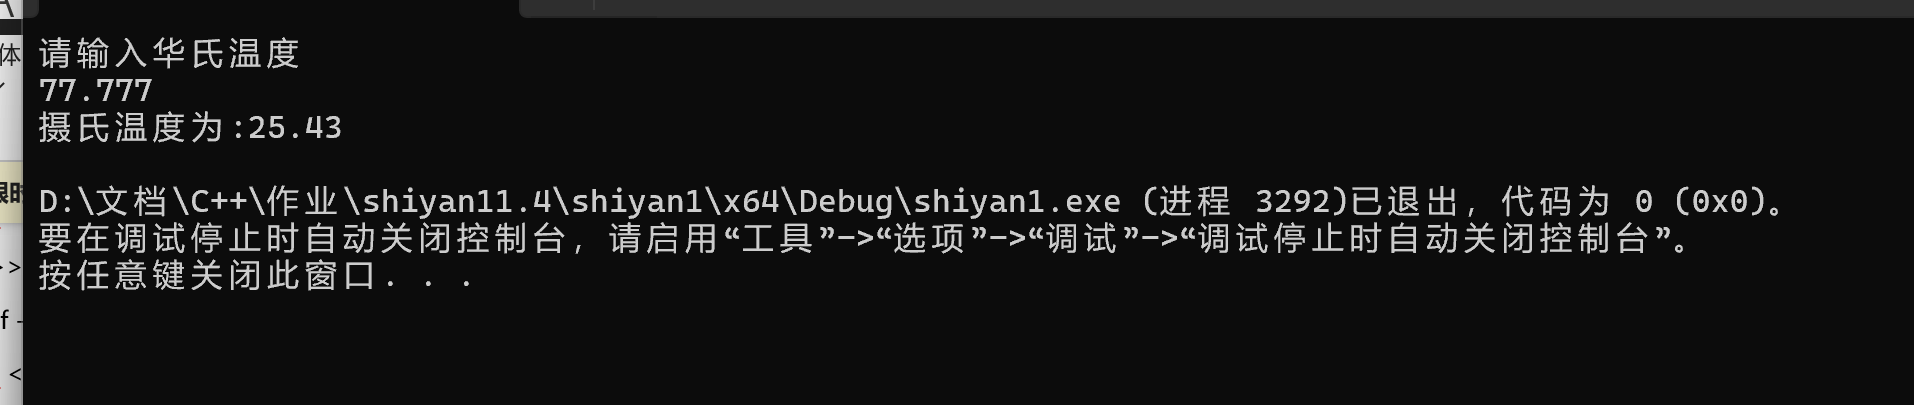 请输入华氏温度
77.777
摄氏温度为:25.43
D:\文档\C++\作业\shiyan11.4\shiyan1\x64\Debug\shiyan1.exe (进程 3292)已退出，代码为 0 (0x0)。
要在调试停止时自动关闭控制台，请启用“工具”->“选项”->“调试”->“调试停止时自动关闭控制台”。
按任意键关闭此窗口. . .
体
f -
<